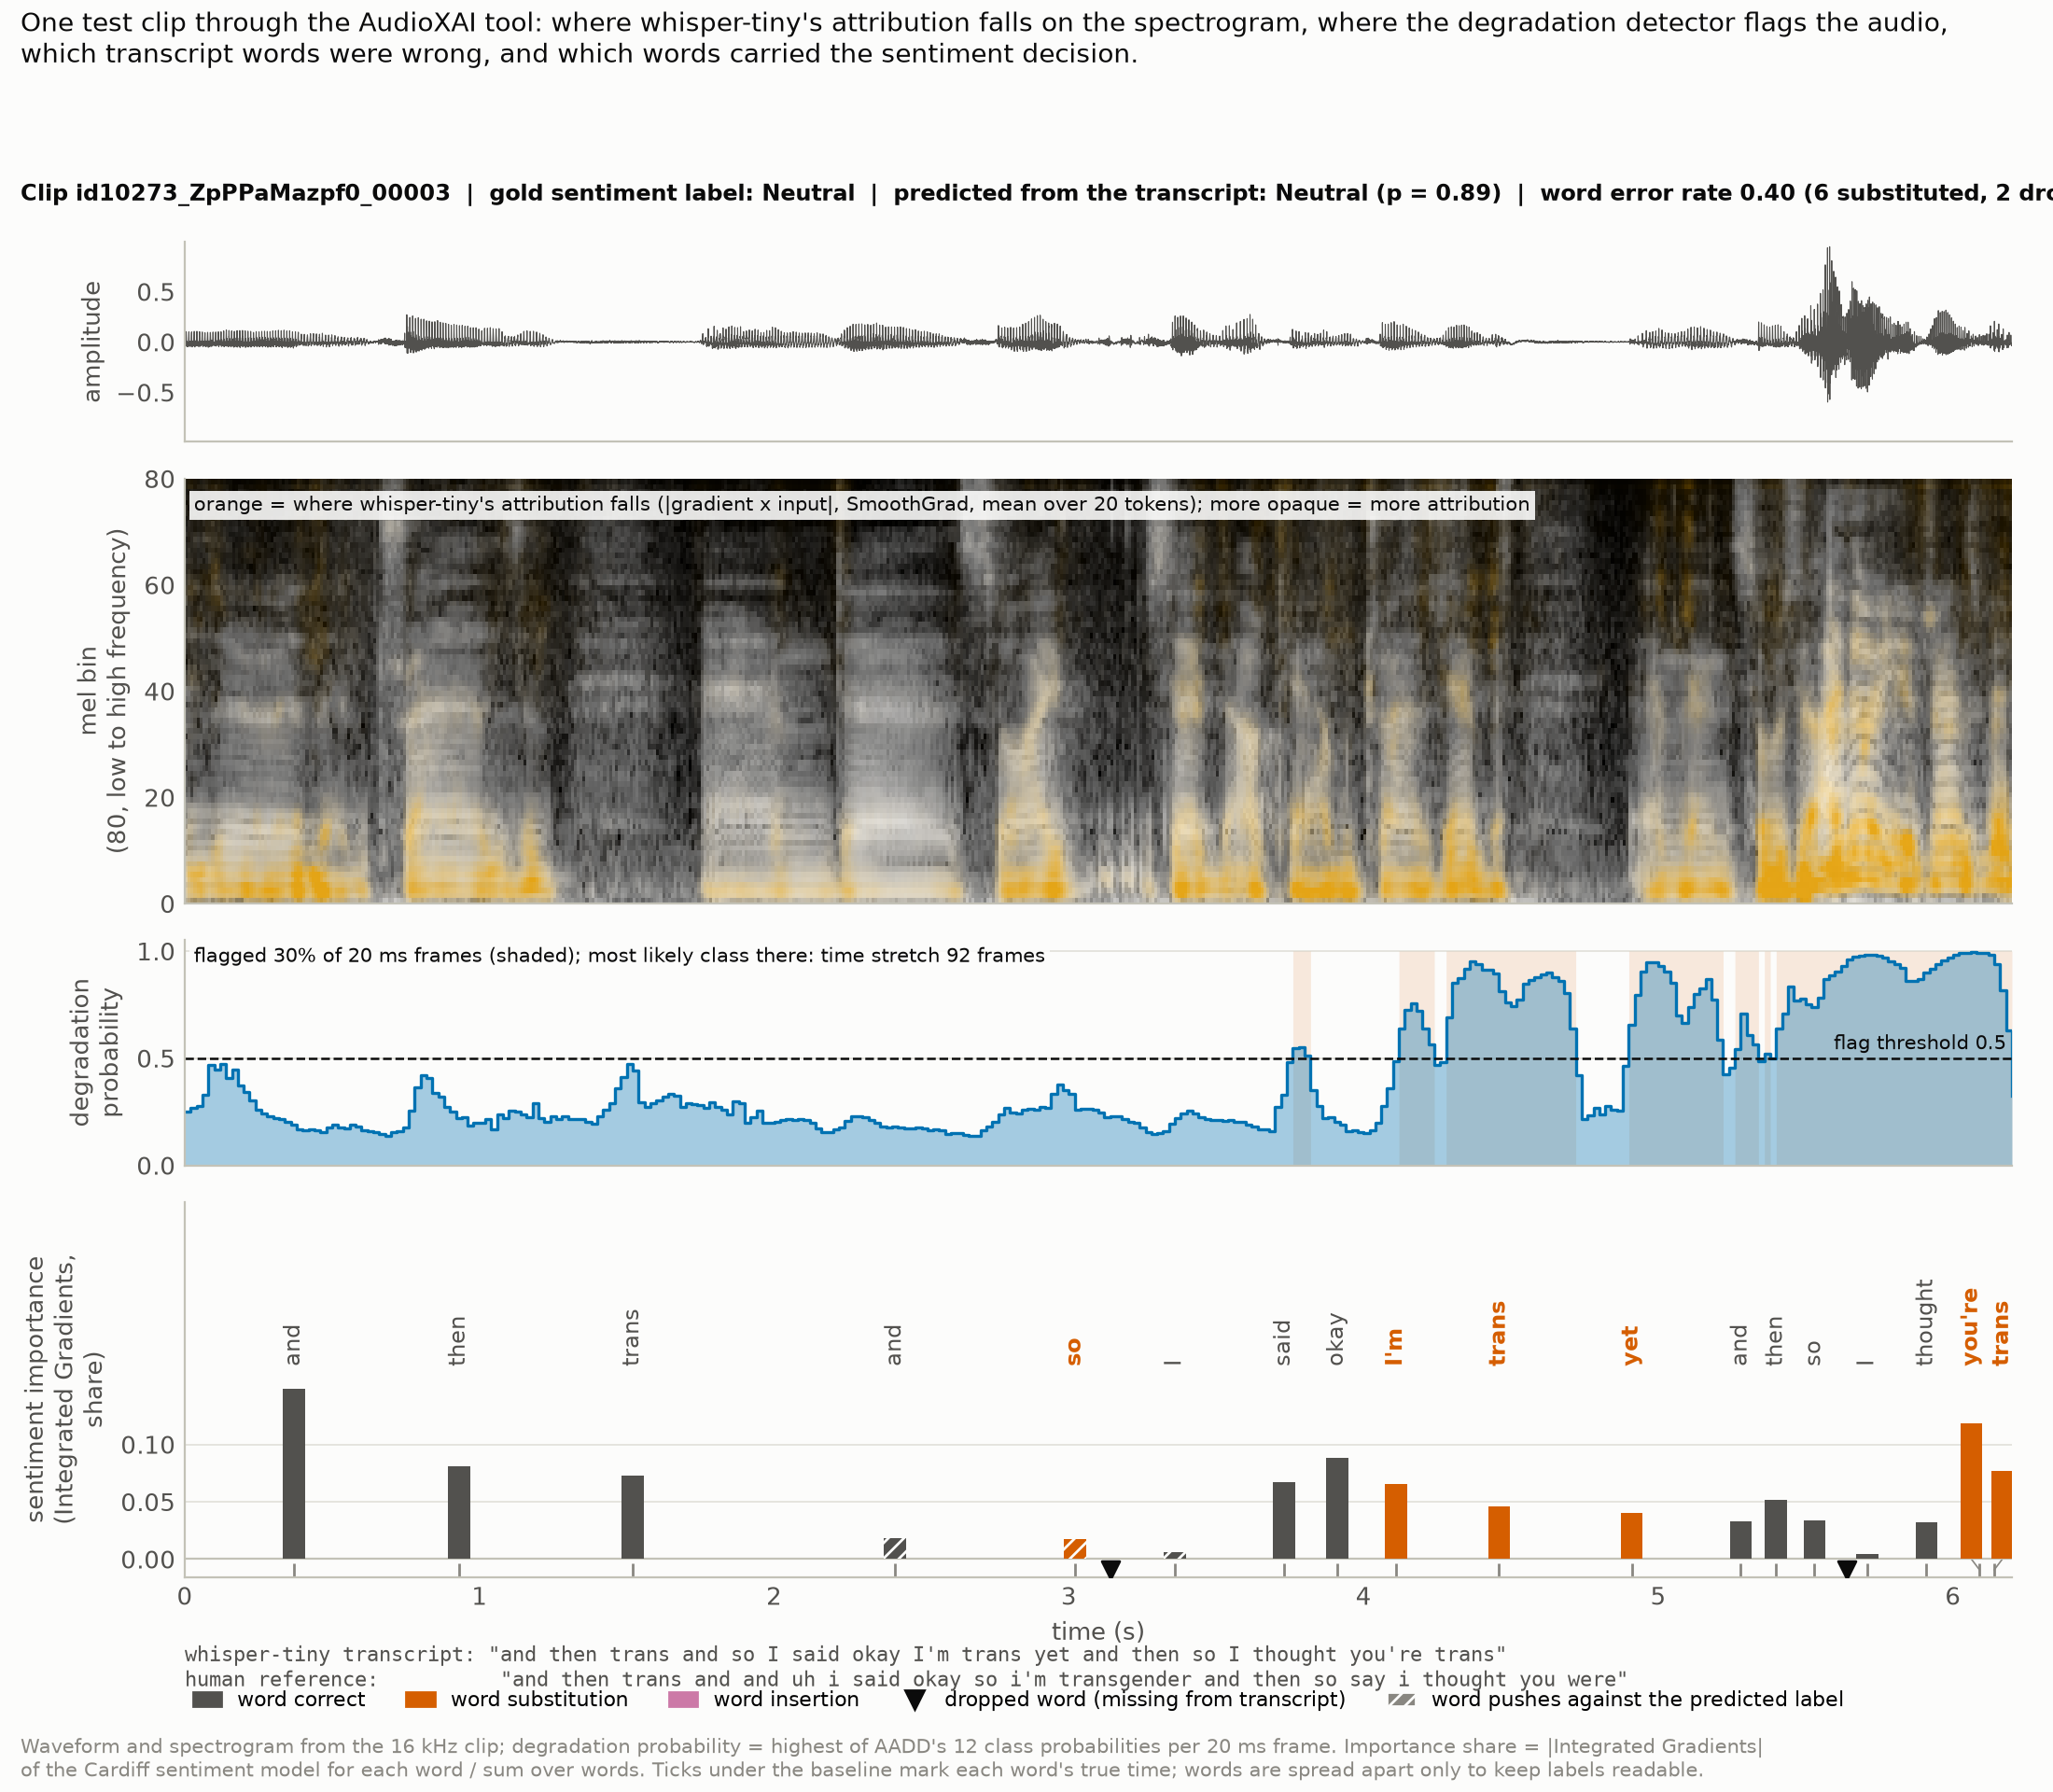 One test clip through the AudioXAI tool: where whisper-tiny's attribution falls on the spectrogram, where the degradation detector flags the audio,
which transcript words were wrong, and which words carried the sentiment decision.
Clip id10273_ZpPPaMazpf0_00003 | gold sentiment label: Neutral | predicted from the transcript: Neutral (p = 0.89) | word error rate 0.40 (6 substituted, 2 dro
amplitude
0.5
0.0
−0.5
mel bin
(80, low to high frequency)
80
60
40
20
0
orange = where whisper-tiny's attribution falls (|gradient x input|, SmoothGrad, mean over 20 tokens); more opaque = more attribution
degradation
probability
1.0
0.5
0.0
flagged 30% of 20 ms frames (shaded); most likely class there: time stretch 92 frames
flag threshold 0.5
sentiment importance
(Integrated Gradients,
share)
0.10
0.05
0.00
and
then
trans
and
so
I
said
okay
I'm
trans
yet
and
then
so
I
thought
you're
trans
0 1 2 3 4 5 6
time (s)
whisper-tiny transcript: "and then trans and so I said okay I'm trans yet and then so I thought you're trans"
human reference: "and then trans and and uh i said okay so i'm transgender and then so say i thought you were"
word correct word substitution word insertion dropped word (missing from transcript) word pushes against the predicted label
Waveform and spectrogram from the 16 kHz clip; degradation probability = highest of AADD's 12 class probabilities per 20 ms frame. Importance share = |Integrated Gradients|
of the Cardiff sentiment model for each word / sum over words. Ticks under the baseline mark each word's true time; words are spread apart only to keep labels readable.